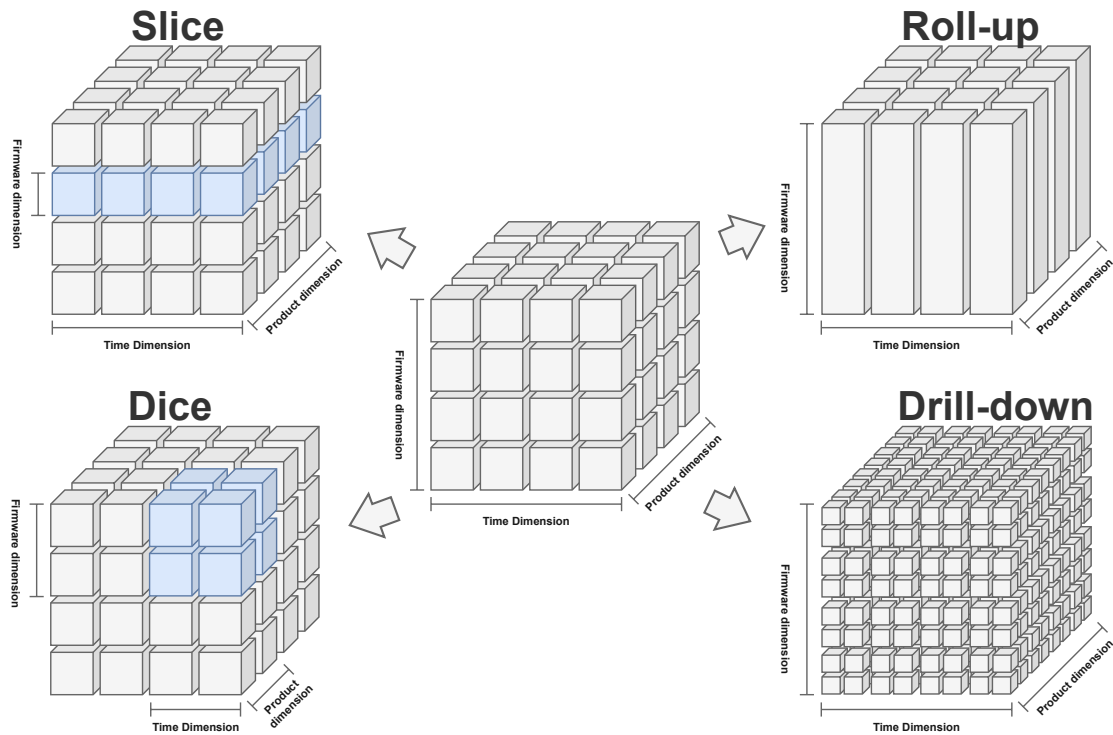 Slice
Firmware dimension
Time Dimension
Product dimension
Roll-up
Firmware dimension
Time Dimension
Product dimension
Firmware dimension
Time Dimension
Product dimension
Dice
Firmware dimension
Time Dimension
Product
dimension
Drill-down
Firmware dimension
Time Dimension
Product dimension